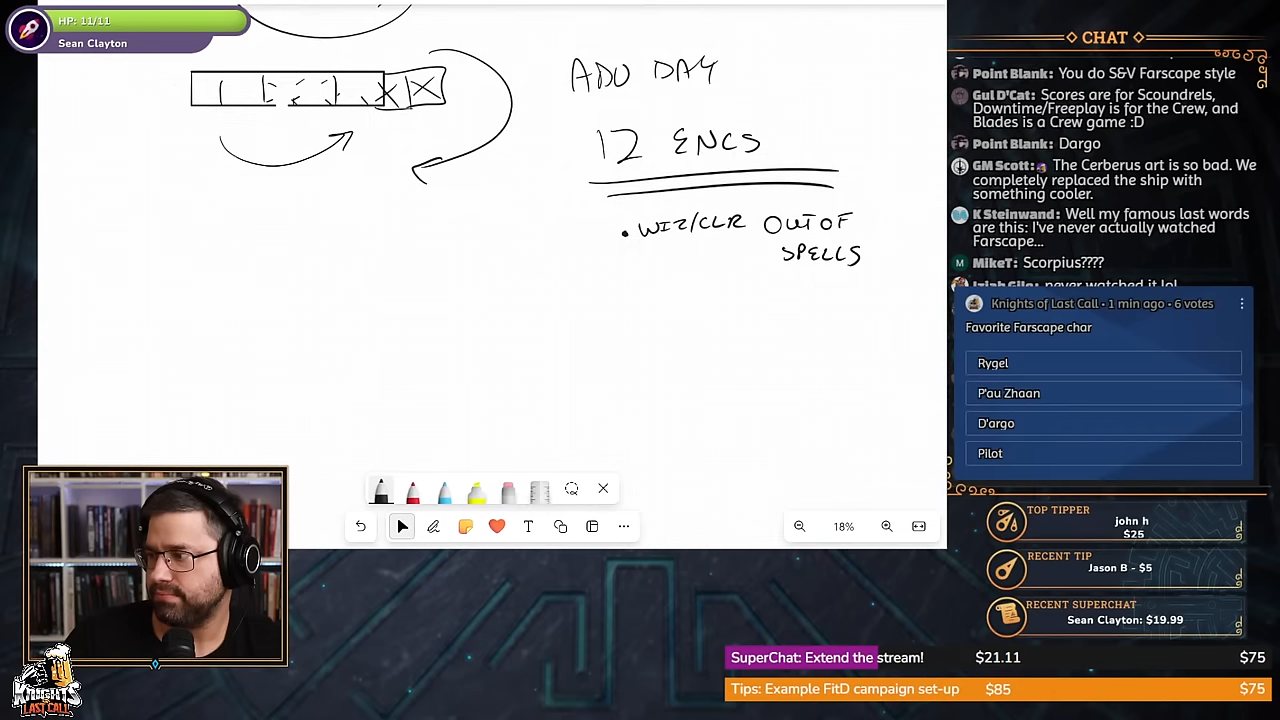 HP: 11/11
Sean Clayton
ADV DAY
12 ENCS
• WIZ/CLR OUT OF
SPELLS
18%
CHAT
Point Blank: You do S&V Farscape style
Gul D'Cat: Scores are for Scoundrels,
Downtime/Freeplay is for the Crew, and
Blades is a Crew game :D
Point Blank: Dargo
GM Scott: The Cerberus art is so bad. We
completely replaced the ship with
something cooler.
K Steinwand: Well my famous last words
are this: I've never actually watched
Farscape...
MikeT: Scorpius????
never watched it lol
Knights of Last Call • 1 min ago • 6 votes
Favorite Farscape char
Rygel
P'au Zhaan
D'argo
Pilot
TOP TIPPER
john h
$25
RECENT TIP
Jason B - $5
RECENT SUPERCHAT
Sean Clayton: $19.99
SuperChat: Extend the stream! $21.11 $75
Tips: Example FitD campaign set-up $85 $75
KNIGHTS
OF
LAST CALL
T